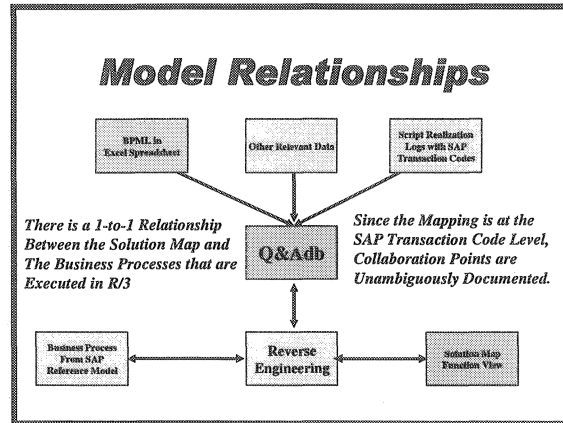 Model Relationships
BPML in
Excel Spreadsheet
Other Relevant Data
Script Realization
Logs with SAP
Transaction Codes
There is a 1-to-1 Relationship
Between the Solution Map and
The Business Processes that are
Executed in R/3
Q&Adb
Since the Mapping is at the
SAP Transaction Code Level,
Collaboration Points are
Unambiguously Documented.
Business Process
From SAP
Reference Model
Reverse
Engineering
Solution Map
Function View